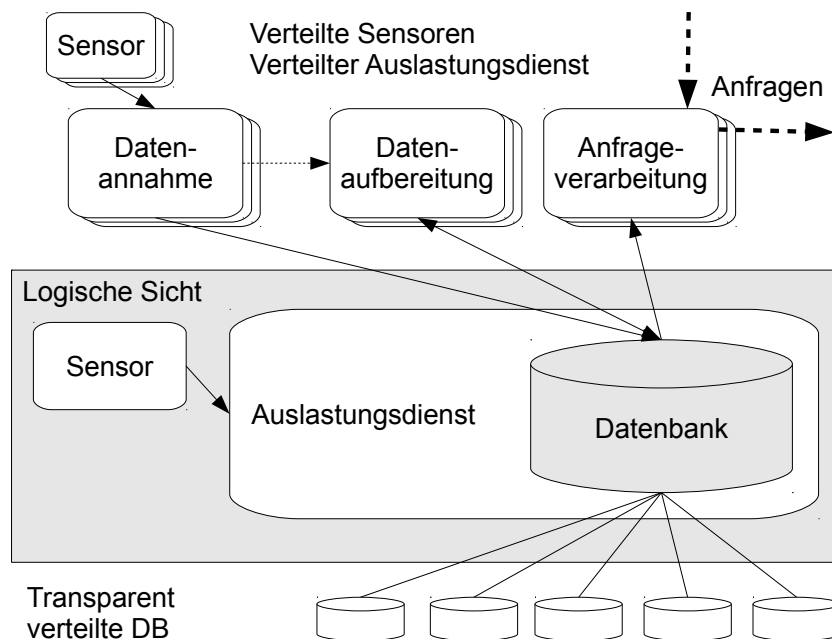 Sensor
Verteilte Sensoren
Verteilter Auslastungsdienst
Anfragen
Daten-
annahme
Daten-
aufbereitung
Anfrage-
verarbeitung
Logische Sicht
Sensor
Auslastungsdienst
Datenbank
Transparent
verteilte DB